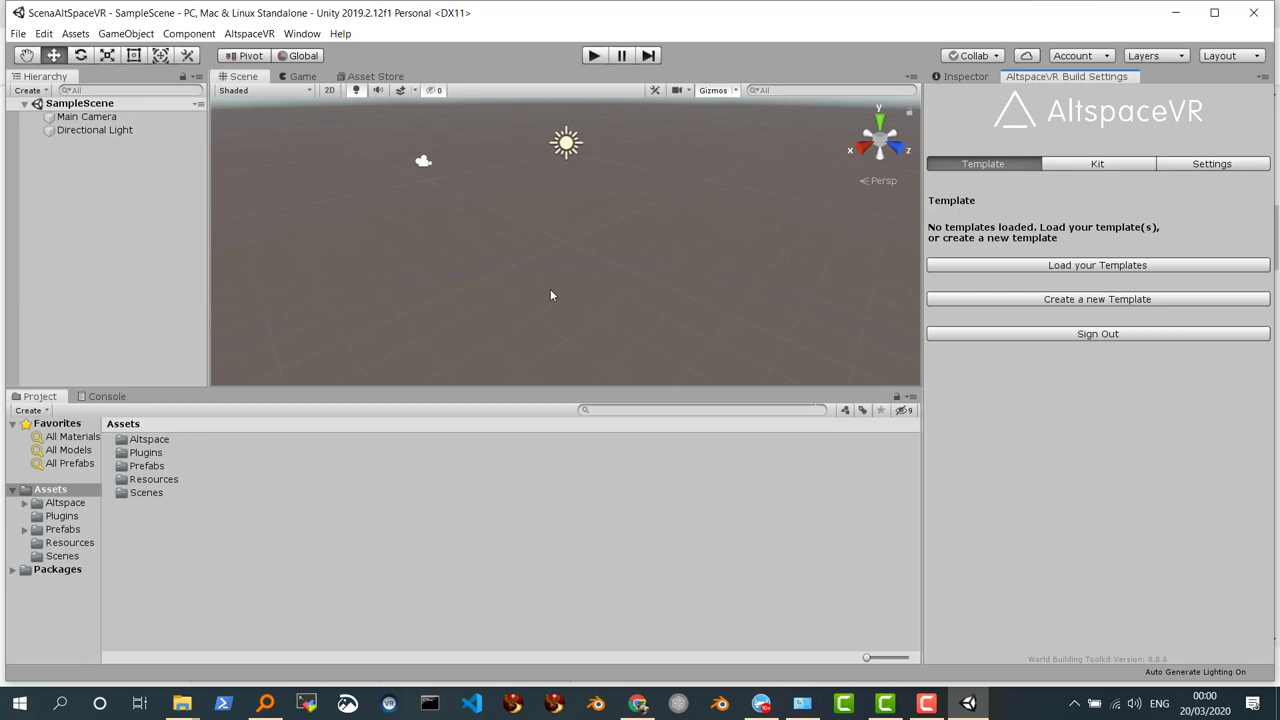 ScenaAltSpaceVR - SampleScene - PC, Mac & Linux Standalone - Unity 2019.2.12f1 Personal <DX11>
File Edit Assets GameObject Component AltspaceVR Window Help
Pivot Global Collab Account Layers Layout
Hierarchy Scene Game Asset Store Inspector AltspaceVR Build Settings
Create All Shaded 2D 0 Gizmos All
SampleScene
Main Camera
Directional Light
y
x z
Persp
AltspaceVR
Template Kit Settings
Template
No templates loaded. Load your template(s),
or create a new template
Load your Templates
Create a new Template
Sign Out
Project Console
Create 9
Favorites
All Materials
All Models
All Prefabs
Assets
Altspace
Plugins
Prefabs
Resources
Scenes
Packages
Assets
Altspace
Plugins
Prefabs
Resources
Scenes
World Building Toolkit Version: 0.8.6
Auto Generate Lighting On
VR 10+ ENG 00:00
20/03/2020